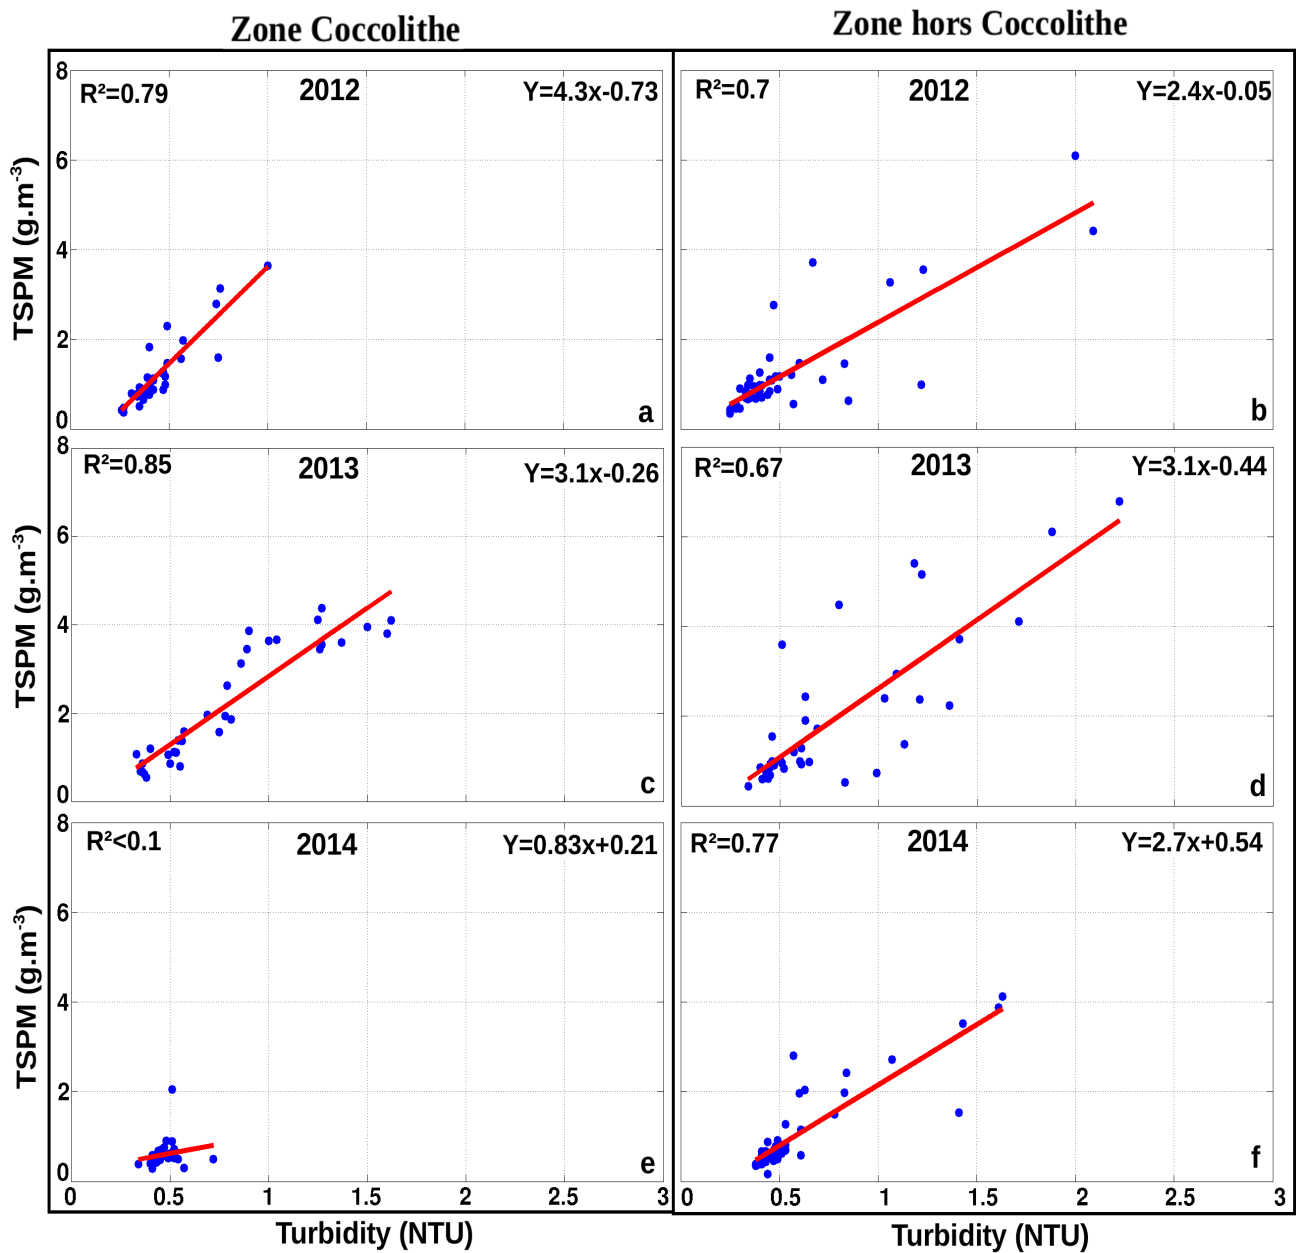 Zone Coccolithe
Zone hors Coccolithe
R²=0.79 2012 Y=4.3x-0.73
8
6
4
2
0
TSPM (g.m⁻³)
a
R²=0.7 2012 Y=2.4x-0.05
b
R²=0.85 2013 Y=3.1x-0.26
8
6
4
2
0
TSPM (g.m⁻³)
c
R²=0.67 2013 Y=3.1x-0.44
d
R²<0.1 2014 Y=0.83x+0.21
8
6
4
2
0
TSPM (g.m⁻³)
e
0 0.5 1 1.5 2 2.5 3
Turbidity (NTU)
R²=0.77 2014 Y=2.7x+0.54
f
0 0.5 1 1.5 2 2.5 3
Turbidity (NTU)